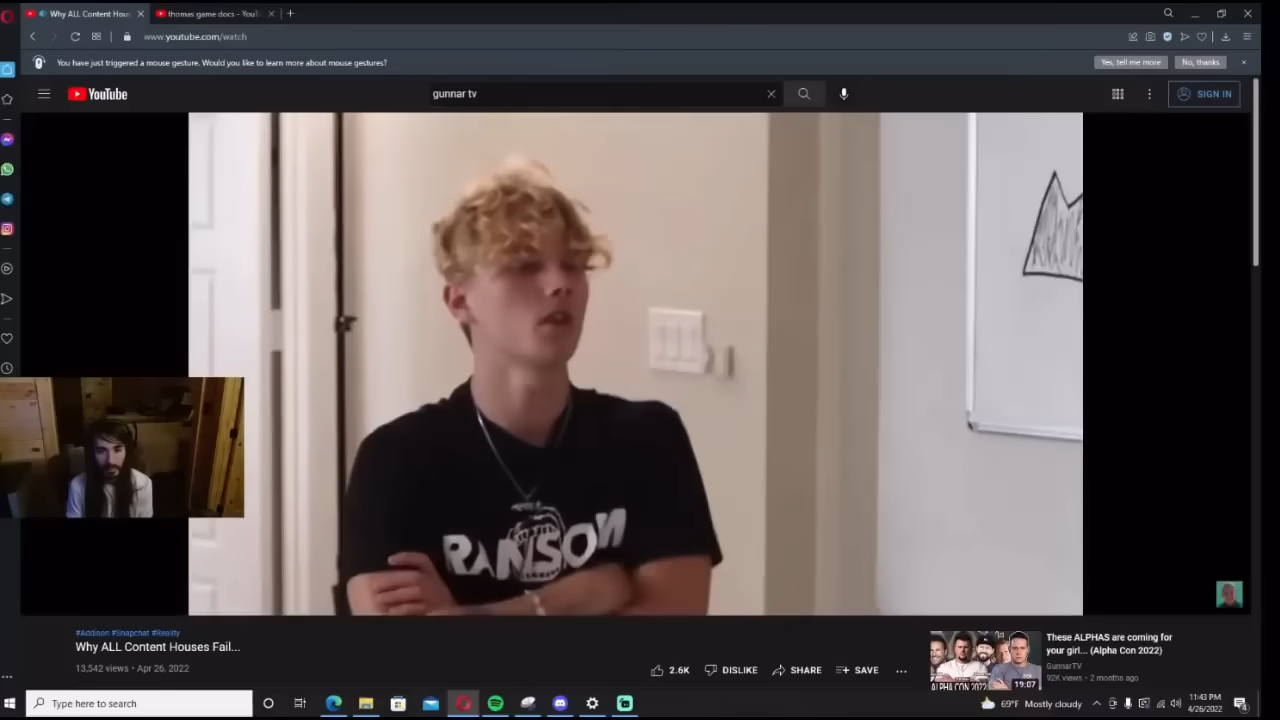 Why ALL Content Hous
thomas game docs - YouT
www.youtube.com/watch
You have just triggered a mouse gesture. Would you like to learn more about mouse gestures?
Yes, tell me more
No, thanks
YouTube
gunnar tv
SIGN IN
RANSOM
#Addison #Snapchat #Reality
Why ALL Content Houses Fail...
13,542 views • Apr 26, 2022
2.6K
DISLIKE
SHARE
SAVE
ALPHA CON 2022
19:07
These ALPHAS are coming for
your girl... (Alpha Con 2022)
GunnarTV
92K views • 2 months ago
Type here to search
69°F Mostly cloudy
11:43 PM
4/26/2022